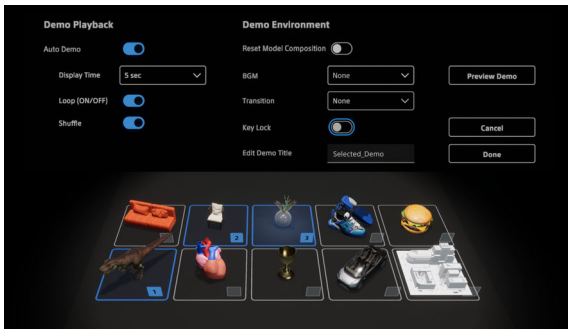 Demo Playback
Auto Demo
Display Time 5 sec
Loop (ON/OFF)
Shuffle
Demo Environment
Reset Model Composition
BGM None
Transition None
Key Lock
Edit Demo Title Selected_Demo
Preview Demo
Cancel
Done
2
3
1